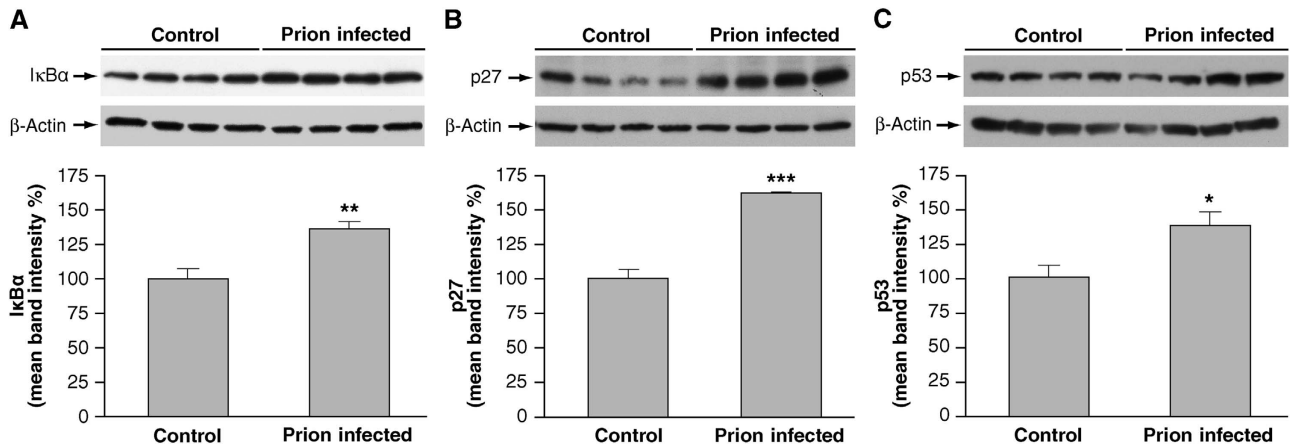 A
Control Prion infected
IκBα
β-Actin
IκBα
(mean band intensity %)
175
150
125
100
75
50
25
0
**
Control Prion infected
B
Control Prion infected
p27
β-Actin
p27
(mean band intensity %)
175
150
125
100
75
50
25
0
***
Control Prion infected
C
Control Prion infected
p53
β-Actin
p53
(mean band intensity %)
175
150
125
100
75
50
25
0
*
Control Prion infected